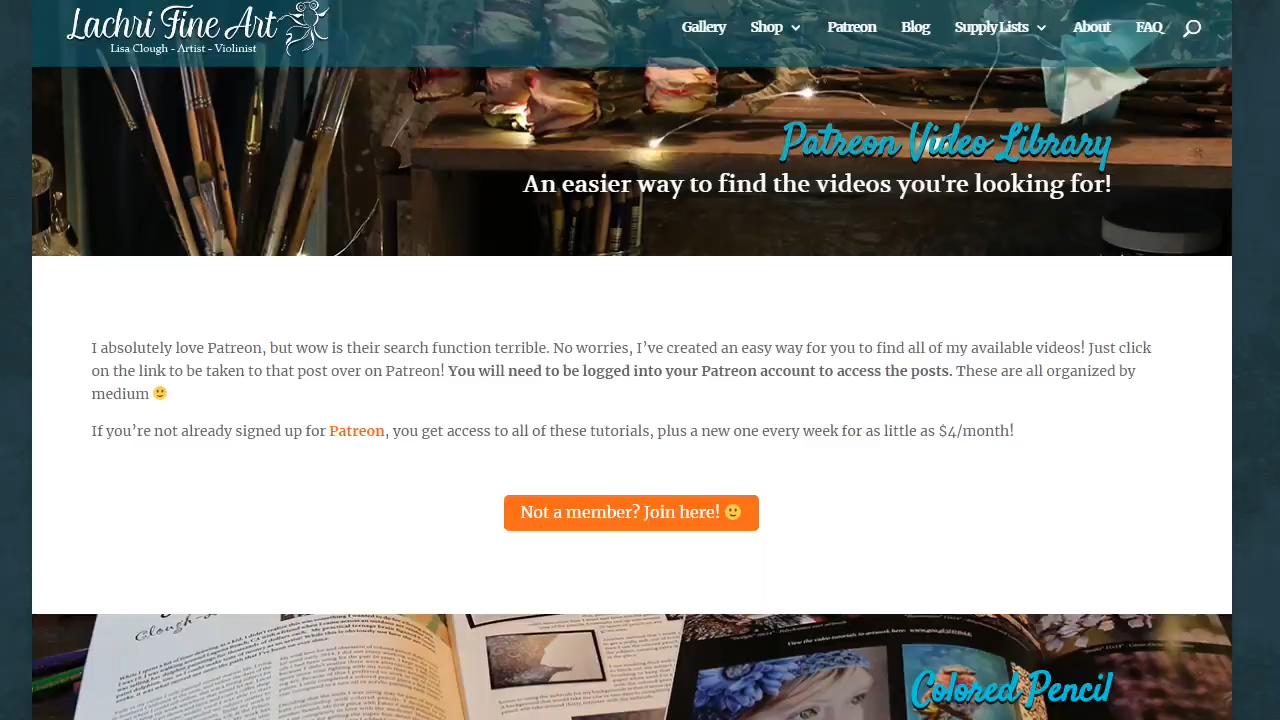 Lachri Fine Art
Lisa Clough - Artist - Violinist
Gallery Shop Patreon Blog Supply Lists About FAQ
Patreon Video Library
An easier way to find the videos you're looking for!
I absolutely love Patreon, but wow is their search function terrible. No worries, I’ve created an easy way for you to find all of my available videos! Just click
on the link to be taken to that post over on Patreon! You will need to be logged into your Patreon account to access the posts. These are all organized by
medium 🙂
If you’re not already signed up for Patreon, you get access to all of these tutorials, plus a new one every week for as little as $4/month!
Not a member? Join here! 🙂
Colored Pencil